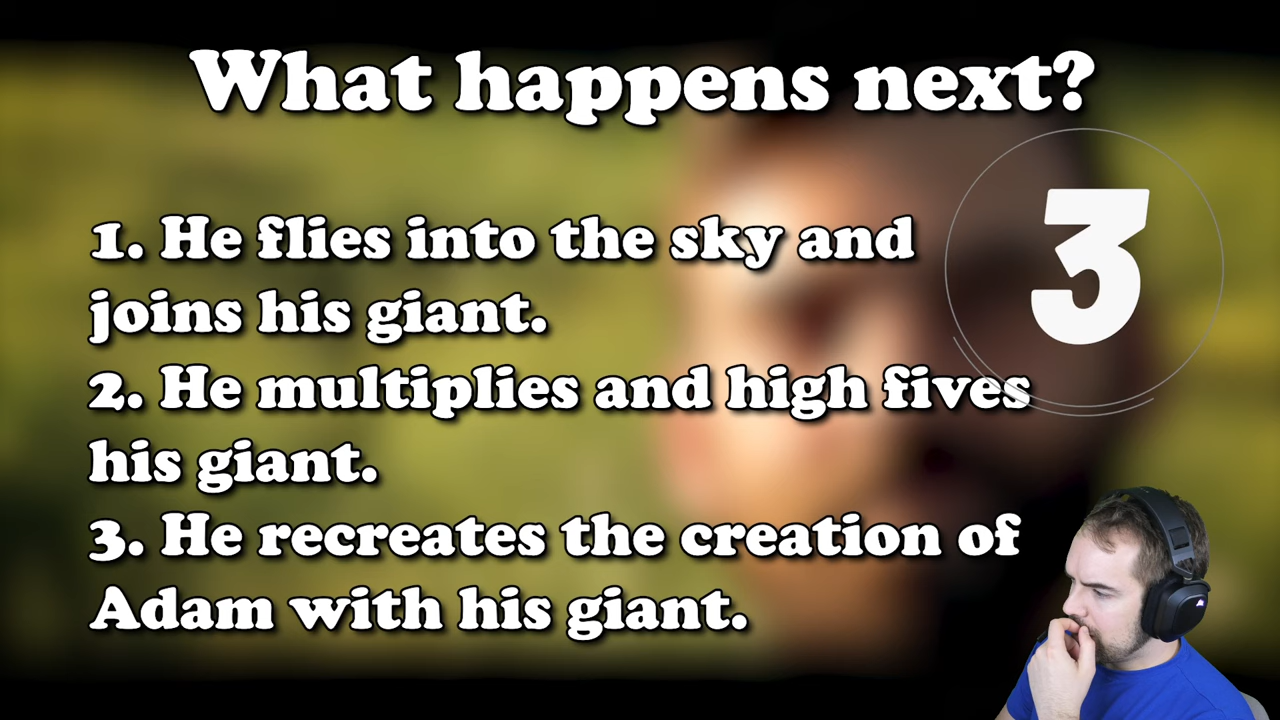 What happens next?
3
1. He flies into the sky and
joins his giant.
2. He multiplies and high fives
his giant.
3. He recreates the creation of
Adam with his giant.